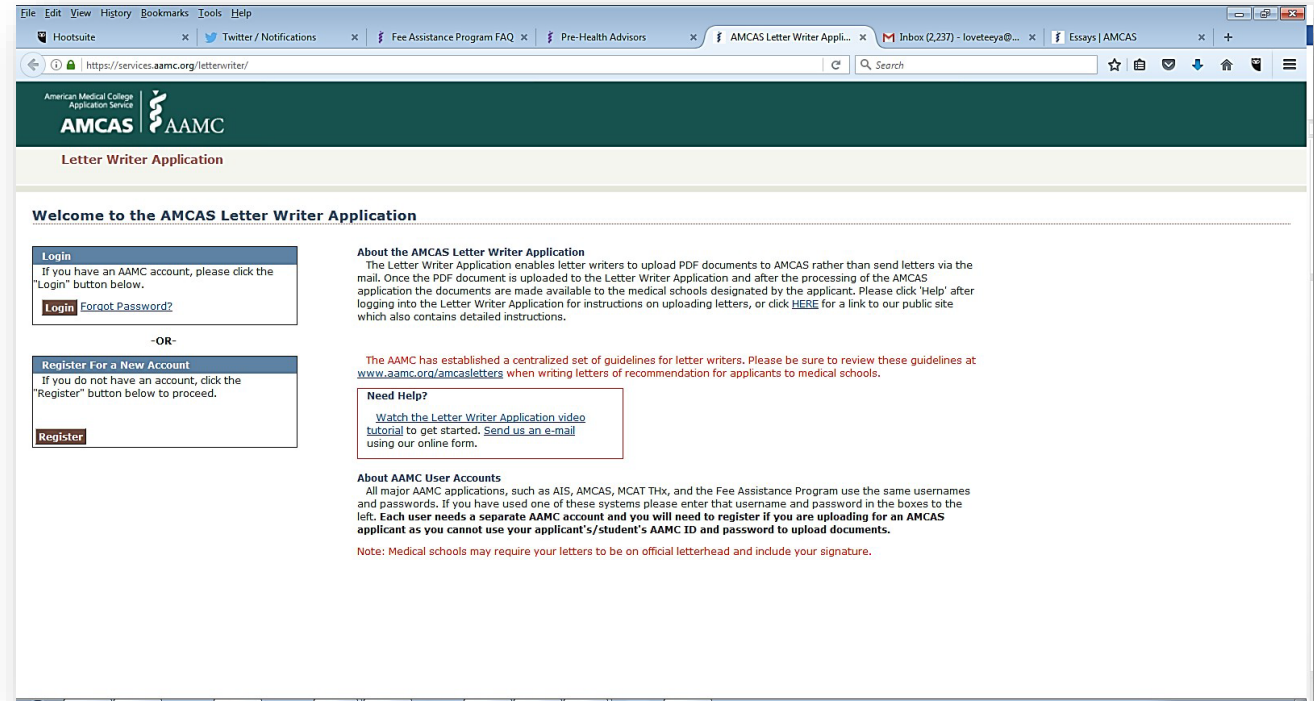 File Edit View History Bookmarks Tools Help
Hootsuite × Twitter / Notifications × Fee Assistance Program FAQ × Pre-Health Advisors × AMCAS Letter Writer Appli... × Inbox (2,237) - loveteeya@... × Essays | AMCAS × +
https://services.aamc.org/letterwriter/ Search
American Medical College
Application Service
AMCAS AAMC
Letter Writer Application
Welcome to the AMCAS Letter Writer Application
Login
If you have an AAMC account, please click the
"Login" button below.
Login Forgot Password?
-OR-
Register For a New Account
If you do not have an account, click the
"Register" button below to proceed.
Register
About the AMCAS Letter Writer Application
The Letter Writer Application enables letter writers to upload PDF documents to AMCAS rather than send letters via the
mail. Once the PDF document is uploaded to the Letter Writer Application and after the processing of the AMCAS
application the documents are made available to the medical schools designated by the applicant. Please click 'Help' after
logging into the Letter Writer Application for instructions on uploading letters, or click HERE for a link to our public site
which also contains detailed instructions.
The AAMC has established a centralized set of guidelines for letter writers. Please be sure to review these guidelines at
www.aamc.org/amcasletters when writing letters of recommendation for applicants to medical schools.
Need Help?
Watch the Letter Writer Application video
tutorial to get started. Send us an e-mail
using our online form.
About AAMC User Accounts
All major AAMC applications, such as AIS, AMCAS, MCAT THx, and the Fee Assistance Program use the same usernames
and passwords. If you have used one of these systems please enter that username and password in the boxes to the
left. Each user needs a separate AAMC account and you will need to register if you are uploading for an AMCAS
applicant as you cannot use your applicant's/student's AAMC ID and password to upload documents.
Note: Medical schools may require your letters to be on official letterhead and include your signature.